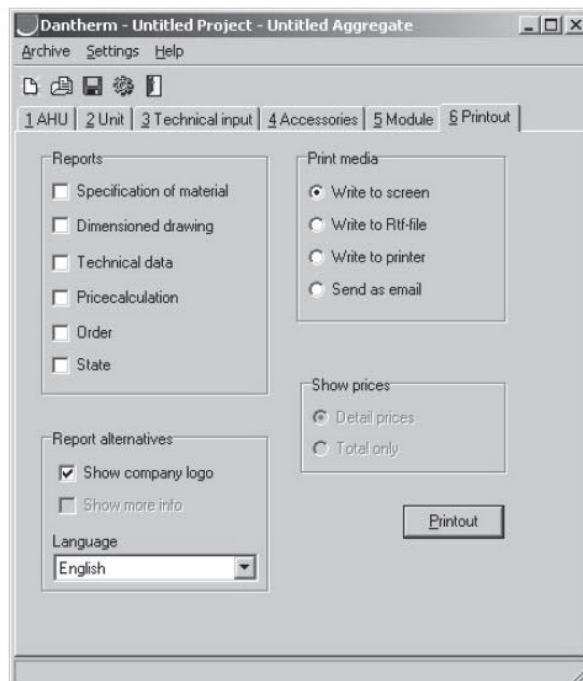 Dantherm - Untitled Project - Untitled Aggregate
Archive Settings Help
1 AHU 2 Unit 3 Technical input 4 Accessories 5 Module 6 Printout
Reports
Specification of material
Dimensioned drawing
Technical data
Pricecalculation
Order
State
Print media
Write to screen
Write to Rtf-file
Write to printer
Send as email
Show prices
Detail prices
Total only
Report alternatives
Show company logo
Show more info
Language
English
Printout